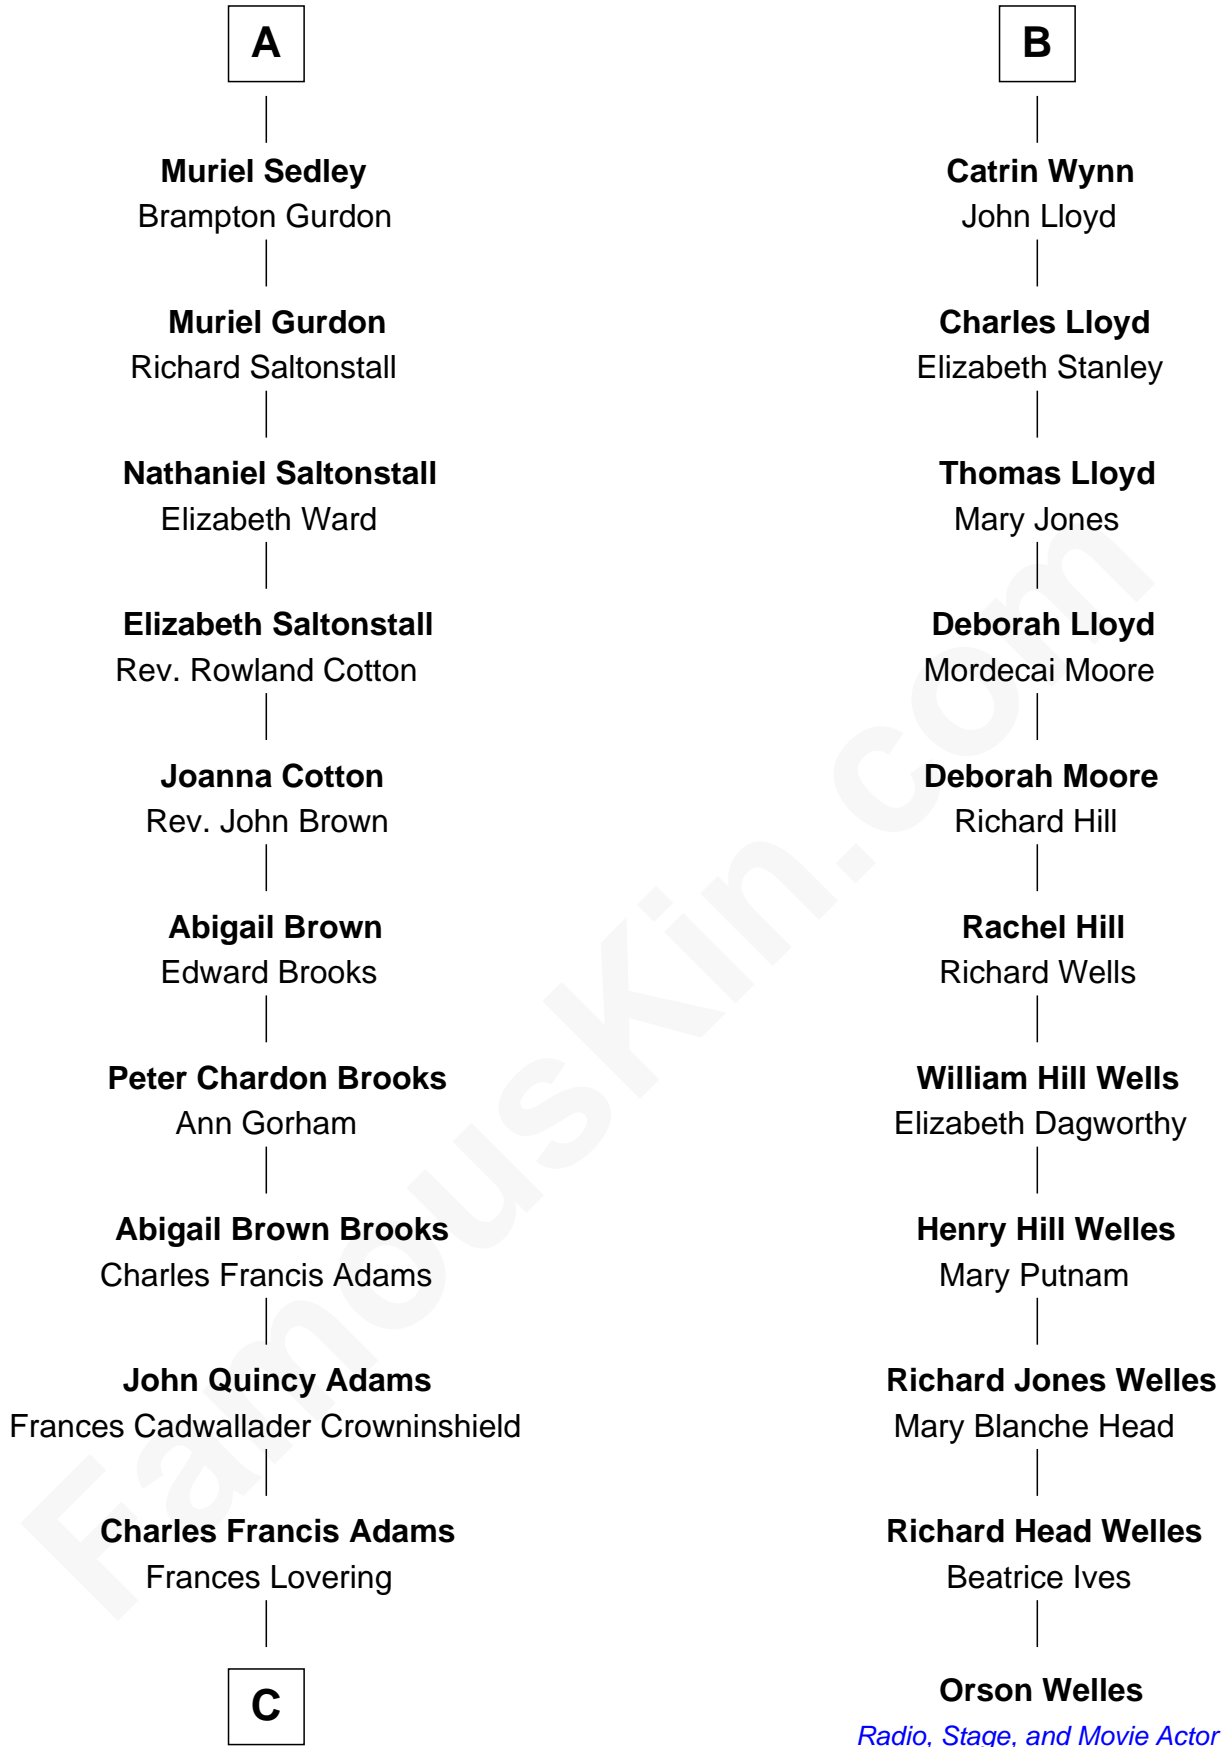 A
Muriel Sedley
Brampton Gurdon
Muriel Gurdon
Richard Saltonstall
Nathaniel Saltonstall
Elizabeth Ward
Elizabeth Saltonstall
Rev. Rowland Cotton
Joanna Cotton
Rev. John Brown
Abigail Brown
Edward Brooks
Peter Chardon Brooks
Ann Gorham
Abigail Brown Brooks
Charles Francis Adams
John Quincy Adams
Frances Cadwallader Crowninshield
Charles Francis Adams
Frances Lovering
C
B
Catrin Wynn
John Lloyd
Charles Lloyd
Elizabeth Stanley
Thomas Lloyd
Mary Jones
Deborah Lloyd
Mordecai Moore
Deborah Moore
Richard Hill
Rachel Hill
Richard Wells
William Hill Wells
Elizabeth Dagworthy
Henry Hill Welles
Mary Putnam
Richard Jones Welles
Mary Blanche Head
Richard Head Welles
Beatrice Ives
Orson Welles
Radio, Stage, and Movie Actor
FamousKin.com